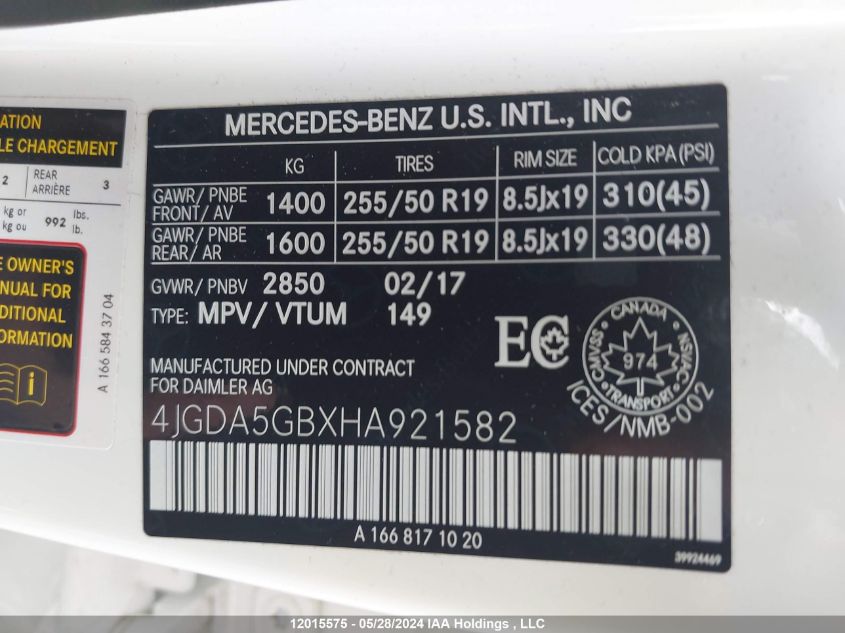 ATION
LE CHARGEMENT
2 REAR ARRIÈRE 3
kg or
kg ou 992 lbs. lb.
E OWNER'S
NUAL FOR
DITIONAL
ORMATION
A 166 584 37 04
MERCEDES-BENZ U.S. INTL., INC
KG TIRES RIM SIZE COLD KPA (PSI)
GAWR/ PNBE FRONT/ AV 1400 255/50 R19 8.5Jx19 310(45)
GAWR/ PNBE REAR/ AR 1600 255/50 R19 8.5Jx19 330(48)
GVWR/ PNBV 2850 02/17
TYPE: MPV/ VTUM 149
EC
CANADA
974
TRANSPORT
ICES/NMB-002
MANUFACTURED UNDER CONTRACT
FOR DAIMLER AG
4JGDA5GBXHA921582
A 166 817 10 20
39924469
12015575 - 05/28/2024 IAA Holdings , LLC